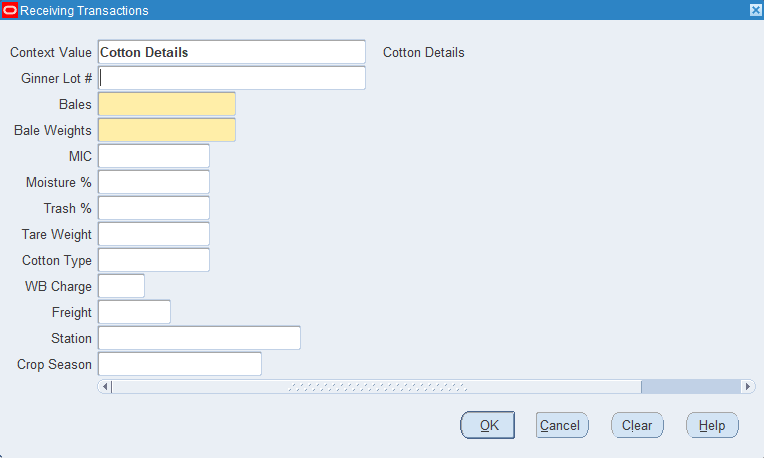 Receiving Transactions
Context Value Cotton Details Cotton Details
Ginner Lot #
Bales
Bale Weights
MIC
Moisture %
Trash %
Tare Weight
Cotton Type
WB Charge
Freight
Station
Crop Season
OK Cancel Clear Help